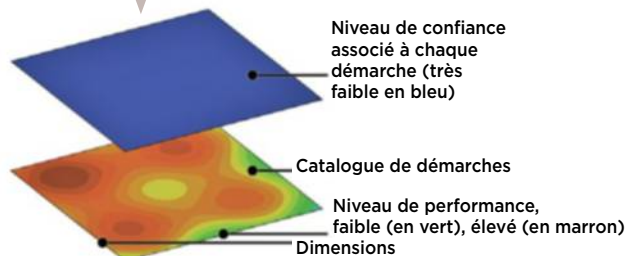 Niveau de confiance
associé à chaque
démarche (très
faible en bleu)
Catalogue de démarches
Niveau de performance,
faible (en vert), élevé (en marron)
Dimensions